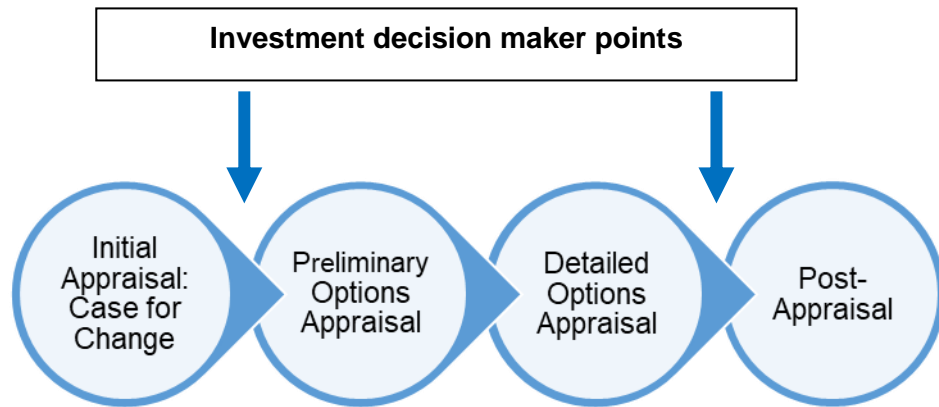 Investment decision maker points
Initial
Appraisal:
Case for
Change
Preliminary
Options
Appraisal
Detailed
Options
Appraisal
Post-
Appraisal